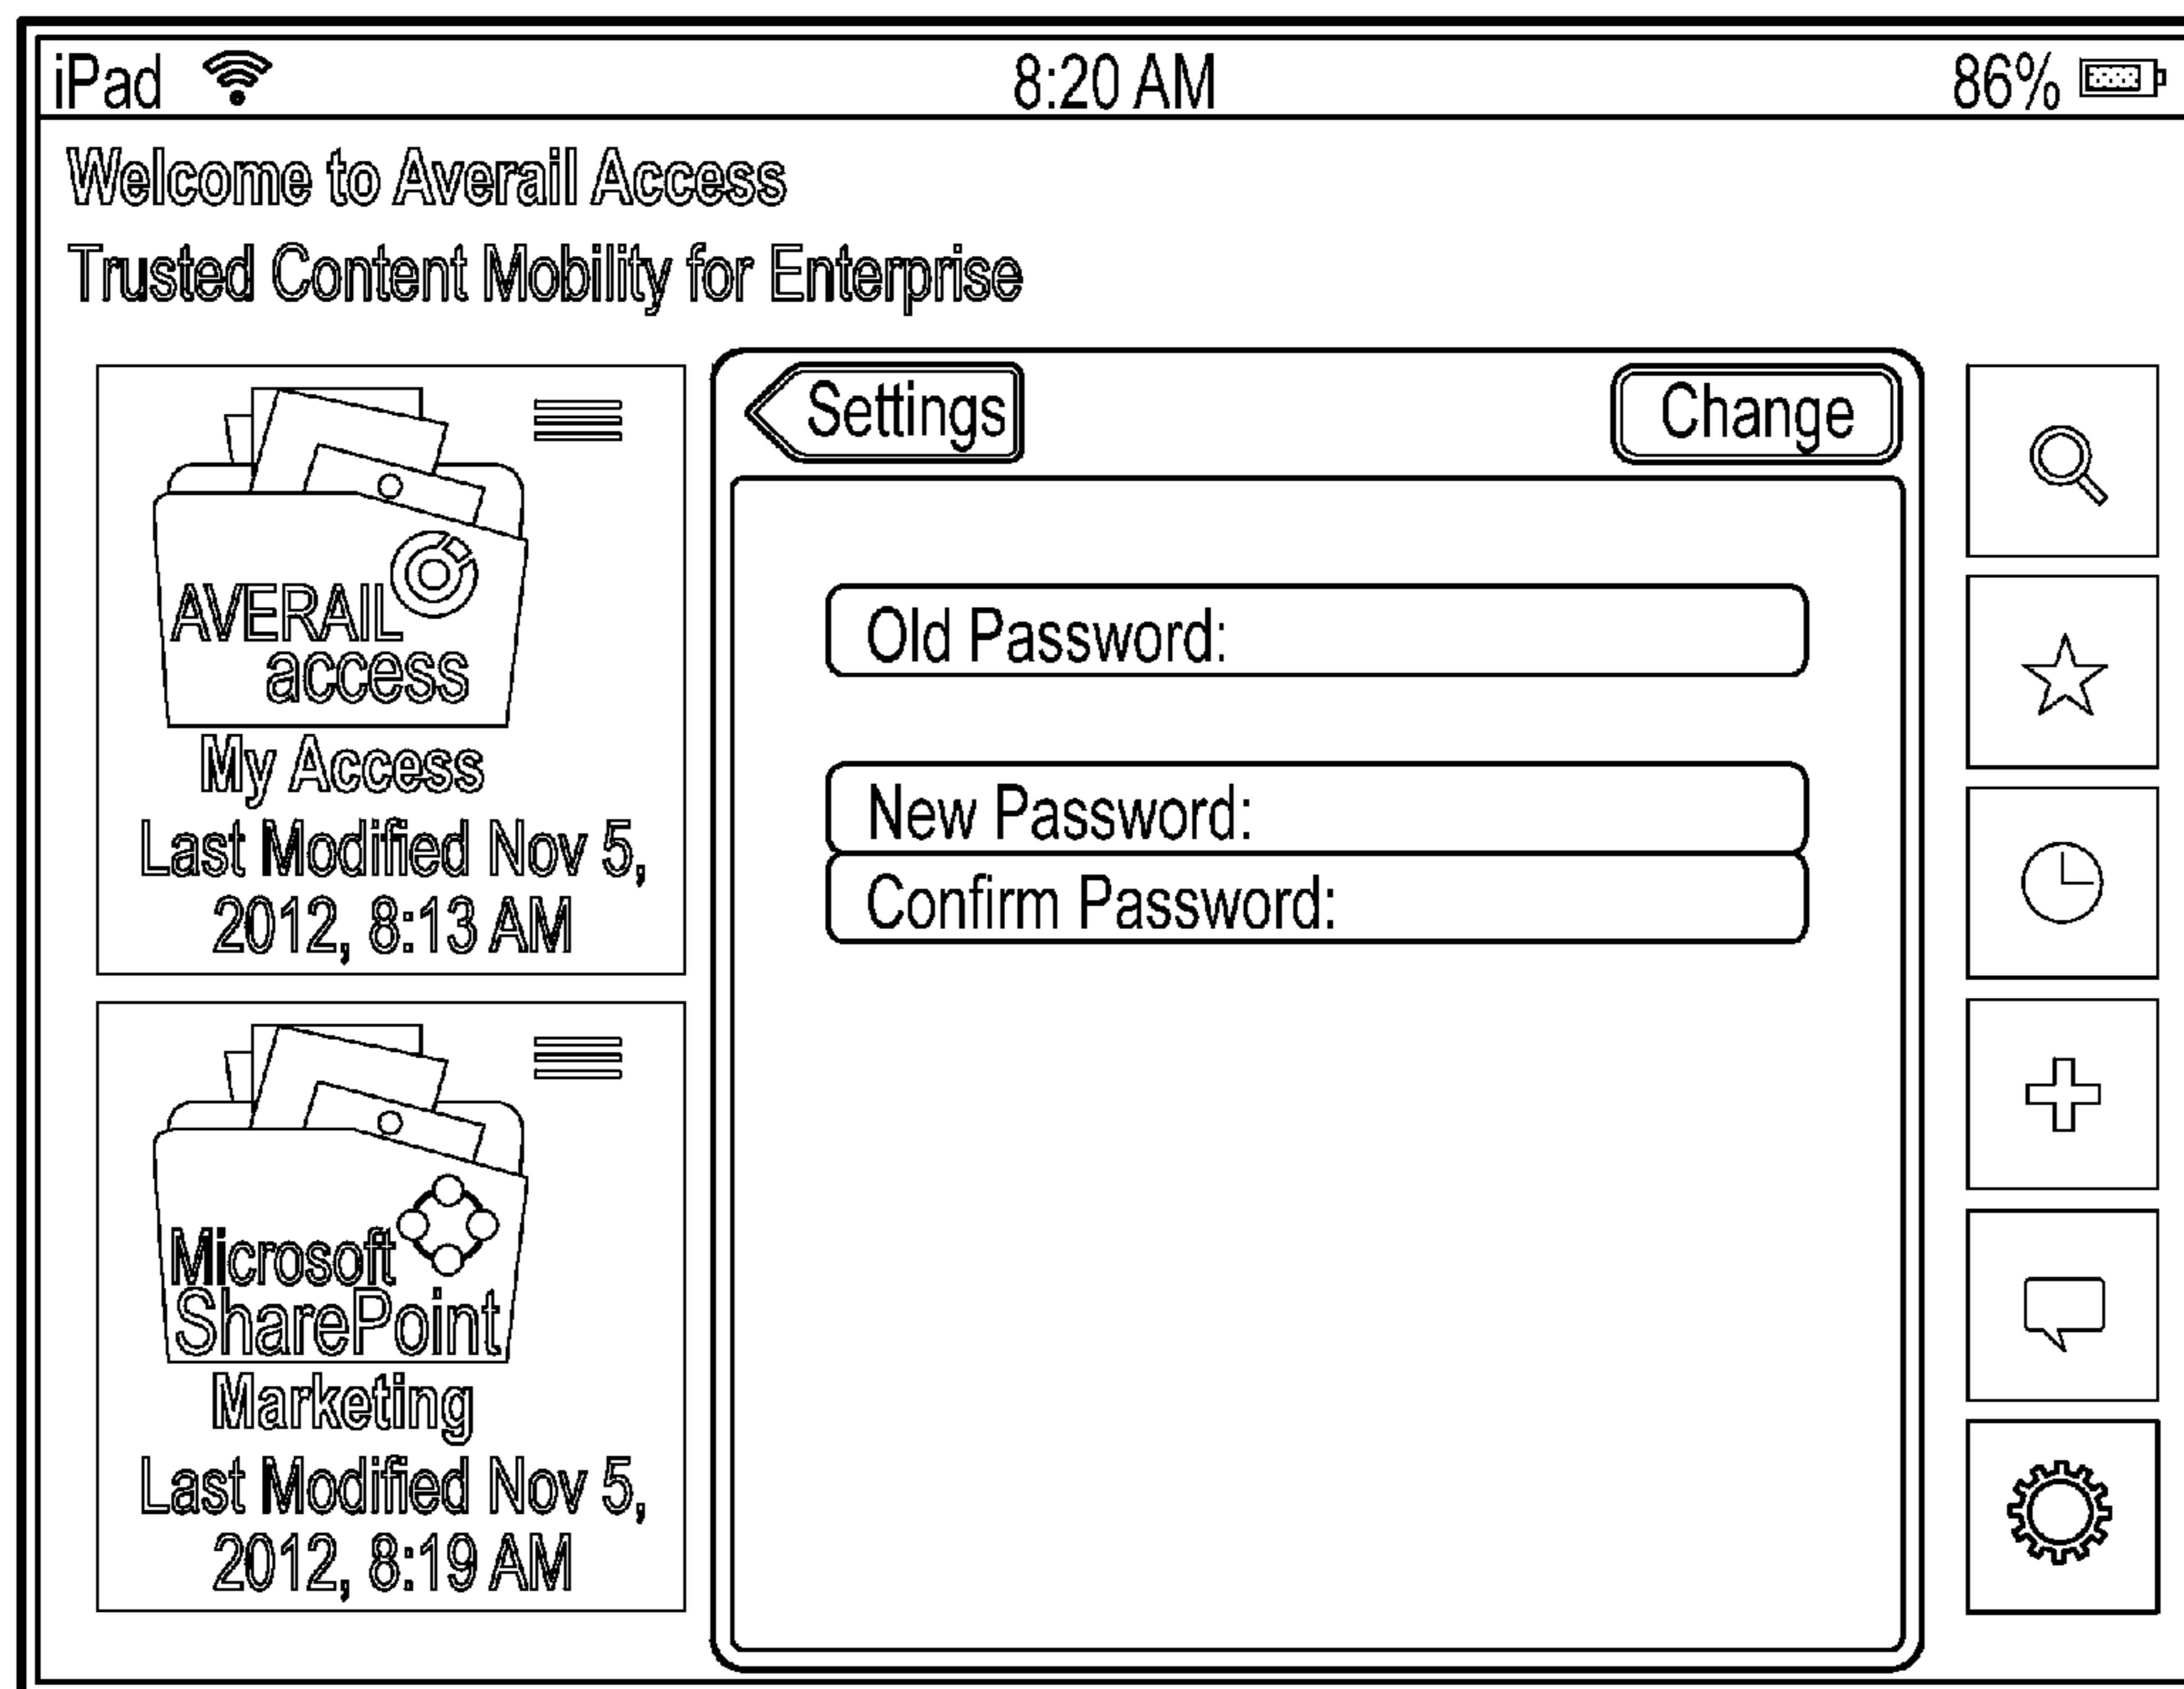 iPad 8:20 AM 86%
Welcome to Averail Access
Trusted Content Mobility for Enterprise
AVERAIL
access
My Access
Last Modified Nov 5,
2012, 8:13 AM
Microsoft
SharePoint
Marketing
Last Modified Nov 5,
2012, 8:19 AM
Settings Change
Old Password:
New Password:
Confirm Password: